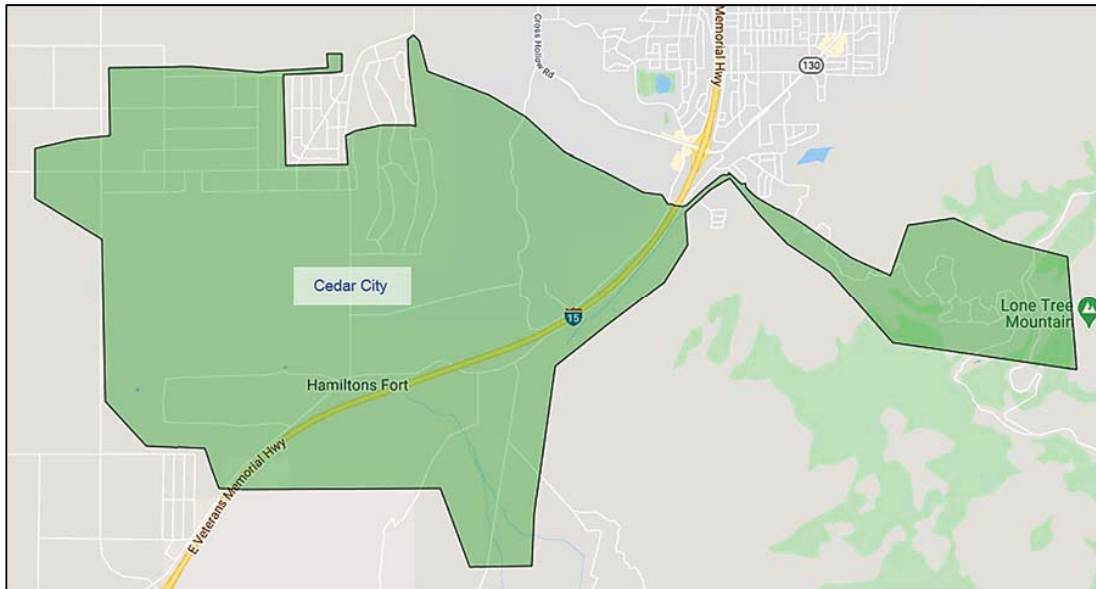 Cross Hollow Rd
Memorial Hwy
130
Cedar City
15
Lone Tree
Mountain
Hamiltons Fort
E Veterans Memorial Hwy